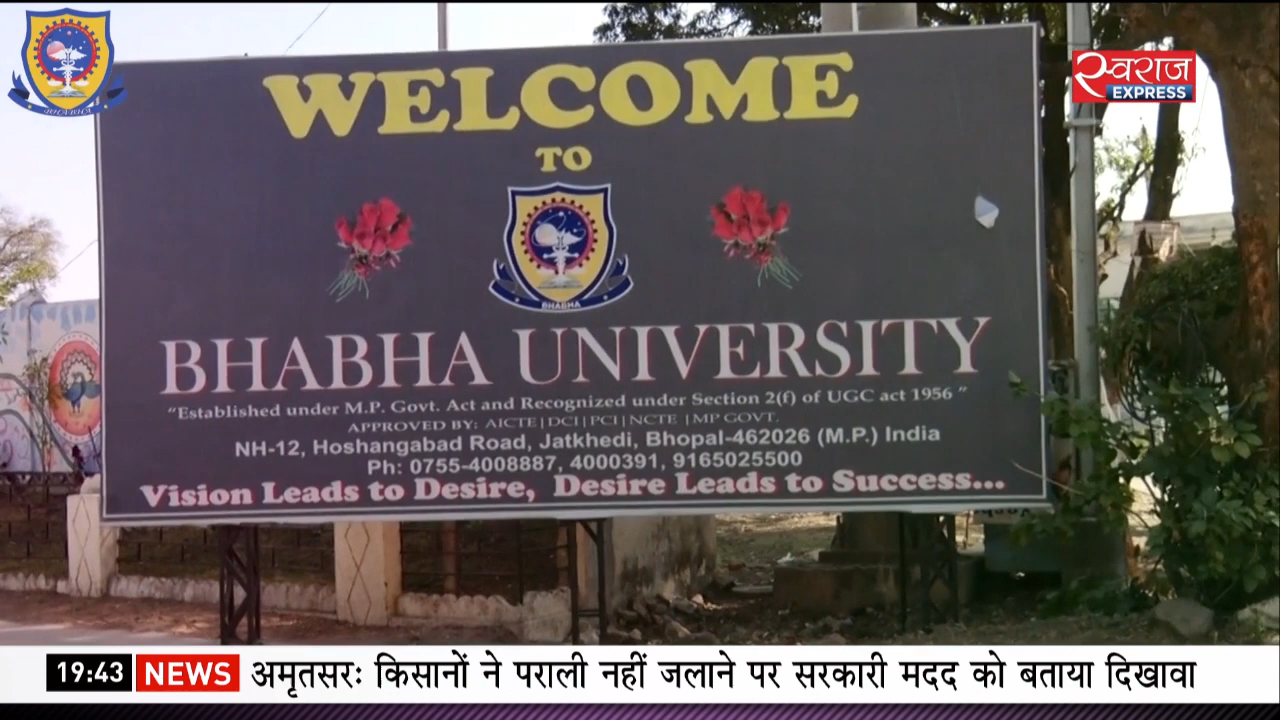 स्वराज
EXPRESS
WELCOME
TO
BHABHA
BHABHA UNIVERSITY
"Established under M.P. Govt. Act and Recognized under Section 2(f) of UGC act 1956 "
APPROVED BY: AICTE|DCI|PCI|NCTE |MP GOVT.
NH-12, Hoshangabad Road, Jatkhedi, Bhopal-462026 (M.P.) India
Ph: 0755-4008887, 4000391, 9165025500
Vision Leads to Desire, Desire Leads to Success...
19:43 NEWS अमृतसरः किसानों ने पराली नहीं जलाने पर सरकारी मदद को बताया दिखावा